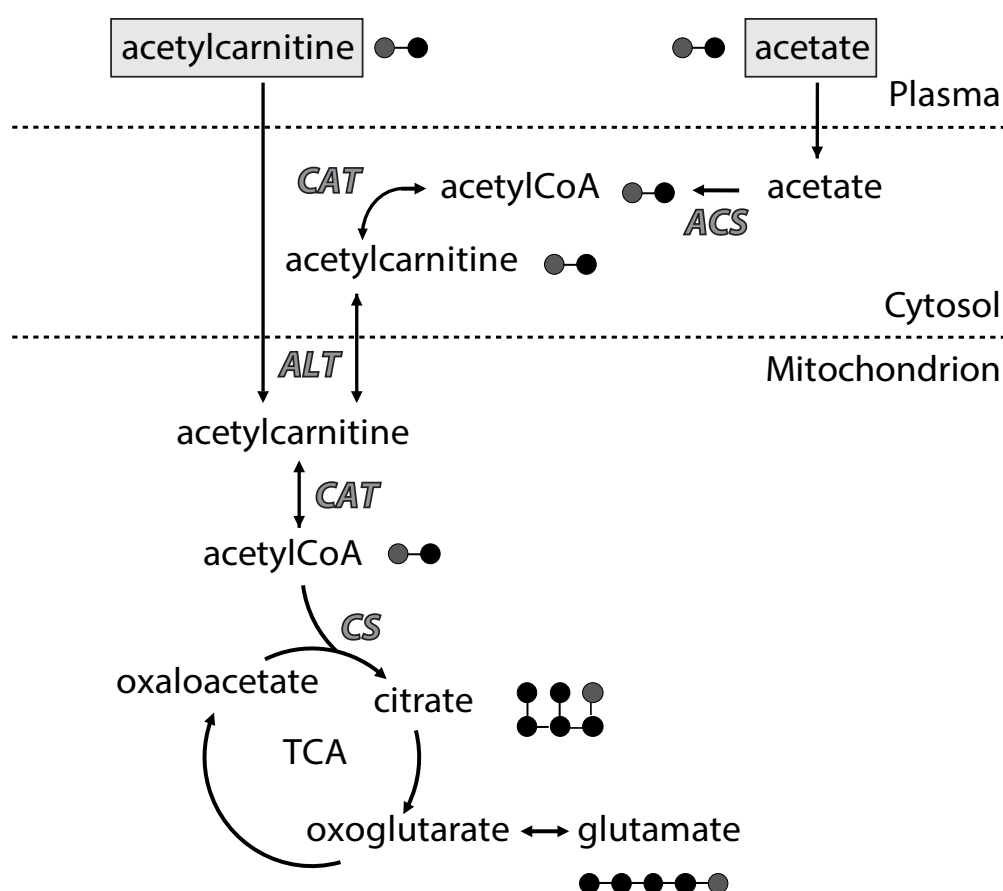 acetylcarnitine
acetate
Plasma
CAT
acetylCoA
acetate
ACS
acetylcarnitine
Cytosol
ALT
Mitochondrion
acetylcarnitine
CAT
acetylCoA
CS
oxaloacetate
citrate
TCA
oxoglutarate
glutamate